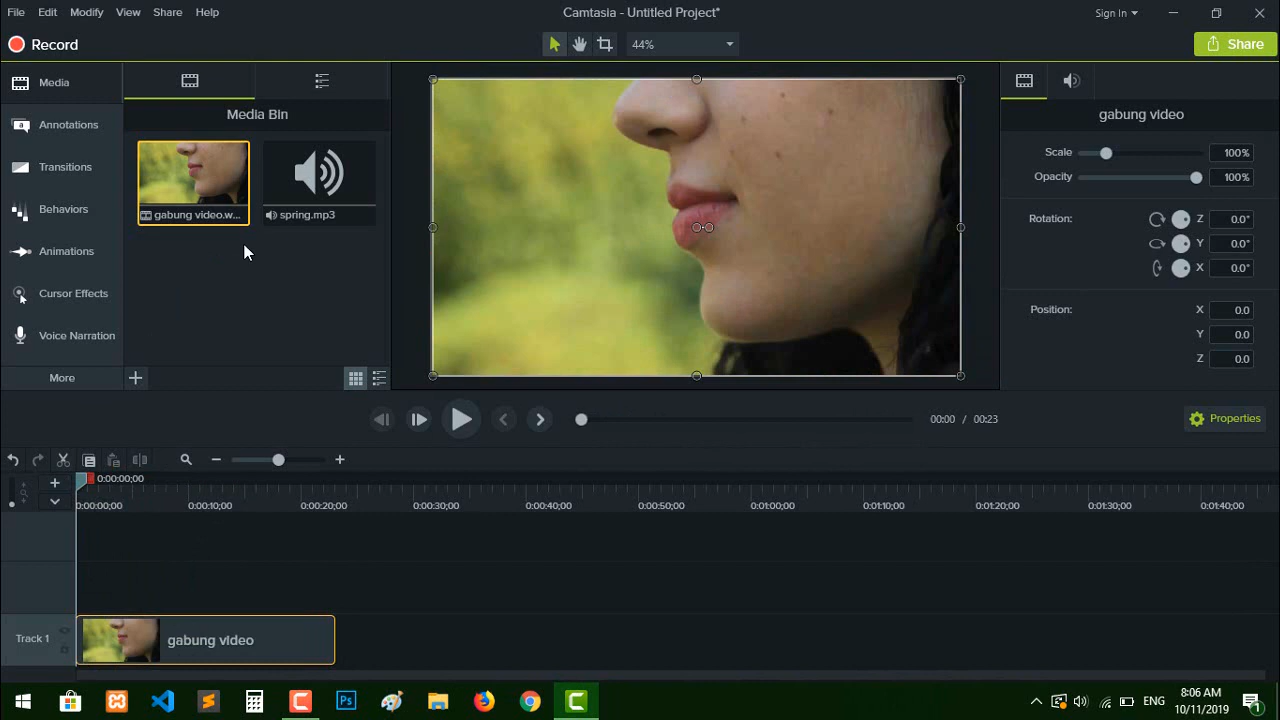 File Edit Modify View Share Help Camtasia - Untitled Project* Sign In
Record 44% Share
Media
Annotations
Transitions
Behaviors
Animations
Cursor Effects
Voice Narration
More
Media Bin
gabung video.w... spring.mp3
gabung video
Scale 100%
Opacity 100%
Rotation: Z 0.0°
Y 0.0°
X 0.0°
Position: X 0.0
Y 0.0
Z 0.0
00:00 / 00:23 Properties
0:00:00;00
0:00:00;00 0:00:10;00 0:00:20;00 0:00:30;00 0:00:40;00 0:00:50;00 0:01:00;00 0:01:10;00 0:01:20;00 0:01:30;00 0:01:40;00
Track 1 gabung video
Ps ENG 8:06 AM
10/11/2019 1